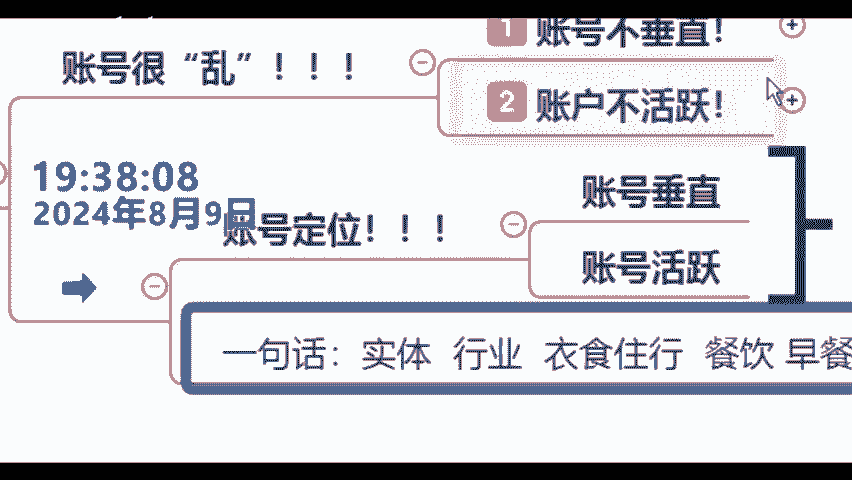 1 账号不垂直!
账号很“乱”！！！
2 账户不活跃!
19:38:08
2024年8月9日
账号垂直
账号定位！！！
账号活跃
一句话：实体 行业 衣食住行 餐饮 早餐